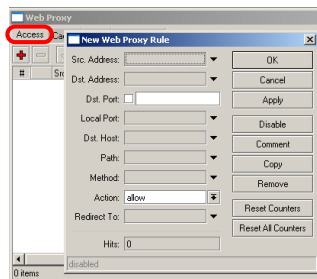 Web Proxy
Access Ca
# Src
0 items
New Web Proxy Rule
Src. Address:
Dst. Address:
Dst. Port:
Local Port:
Dst. Host:
Path:
Method:
Action: allow
Redirect To:
Hits: 0
disabled
OK
Cancel
Apply
Disable
Comment
Copy
Remove
Reset Counters
Reset All Counters